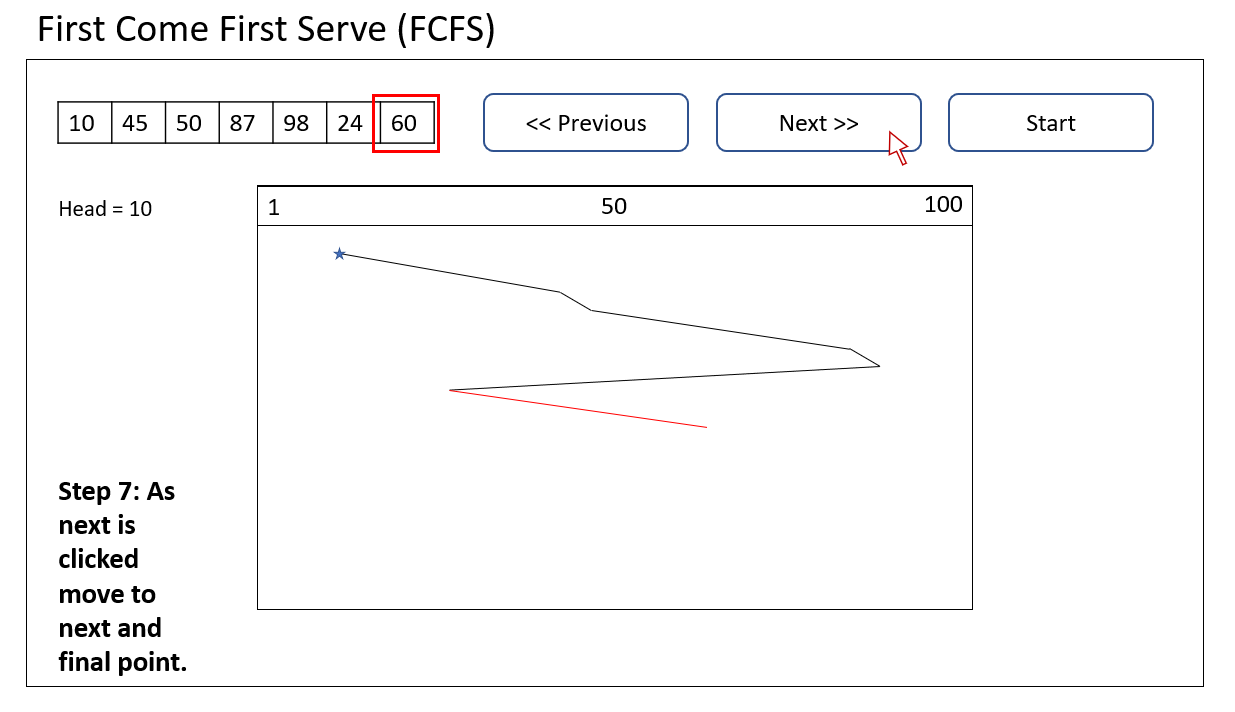 First Come First Serve (FCFS)
10 45 50 87 98 24 60
<< Previous
Next >>
Start
Head = 10
1 50 100
Step 7: As
next is
clicked
move to
next and
final point.